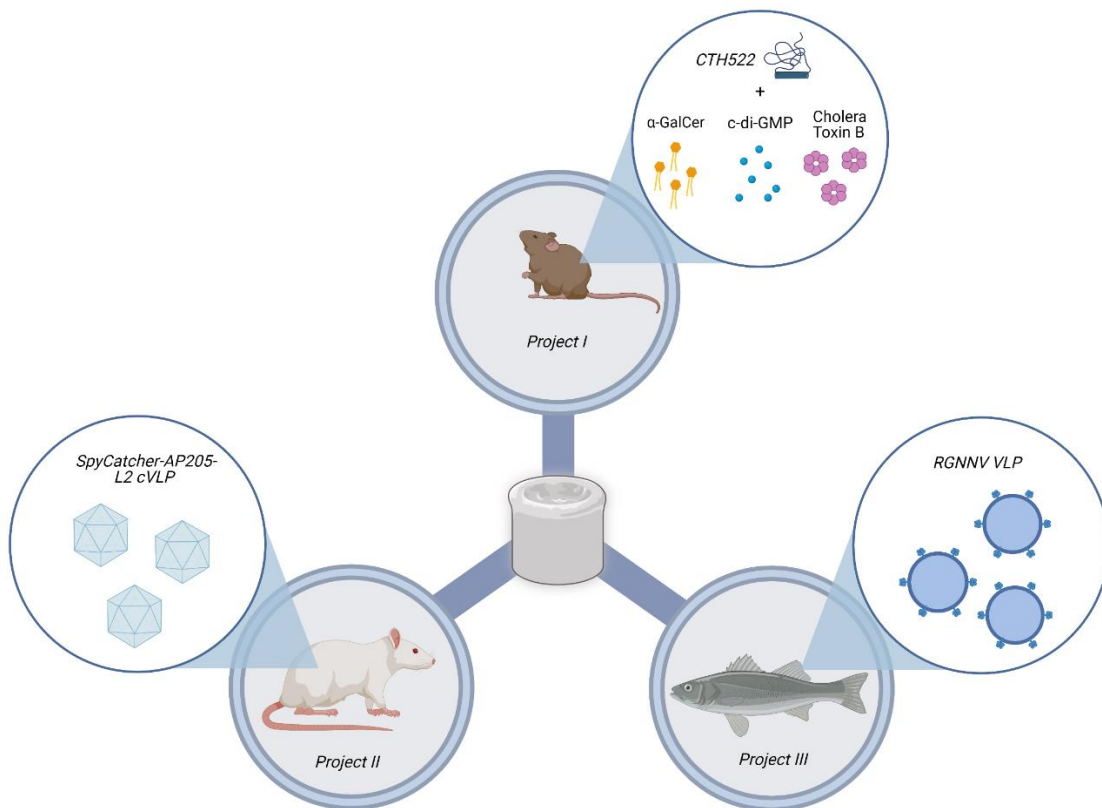 CTH522
+
α-GalCer
c-di-GMP
Cholera
Toxin B
Project I
SpyCatcher-AP205-
L2 cVLP
RGNNV VLP
Project II
Project III